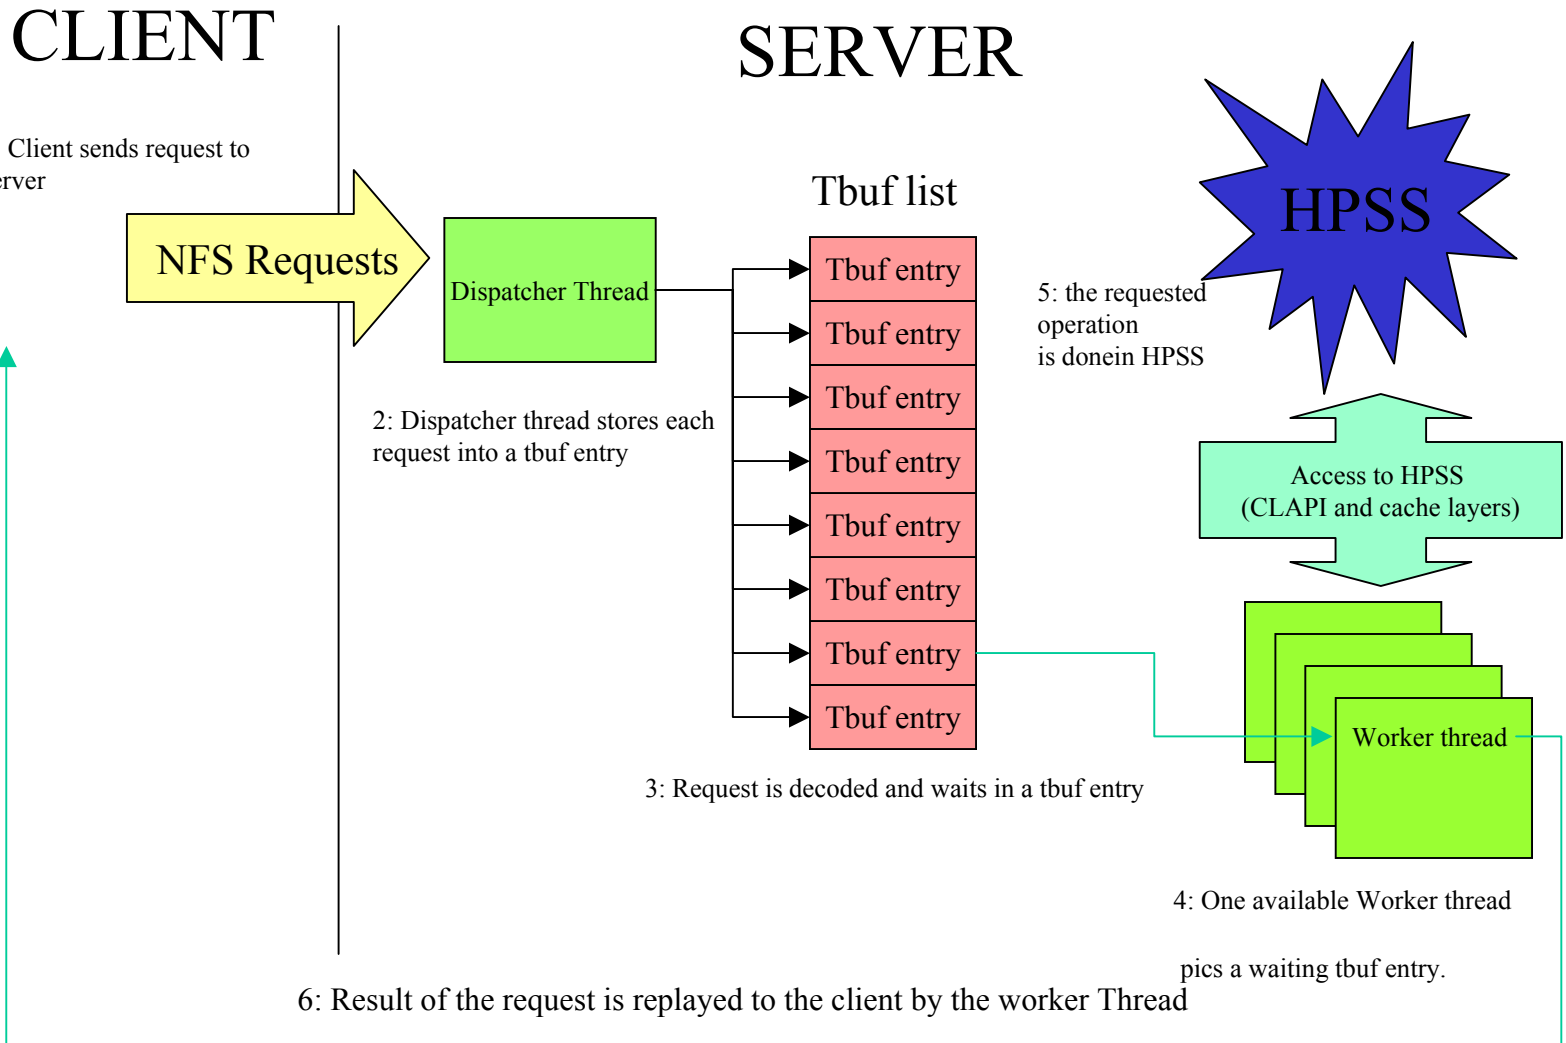 CLIENT
SERVER
Client sends request to
erver
NFS Requests
Dispatcher Thread
2: Dispatcher thread stores each
request into a tbuf entry
Tbuf list
Tbuf entry
Tbuf entry
Tbuf entry
Tbuf entry
Tbuf entry
Tbuf entry
Tbuf entry
Tbuf entry
3: Request is decoded and waits in a tbuf entry
HPSS
5: the requested
operation
is donein HPSS
Access to HPSS
(CLAPI and cache layers)
Worker thread
4: One available Worker thread
pics a waiting tbuf entry.
6: Result of the request is replayed to the client by the worker Thread